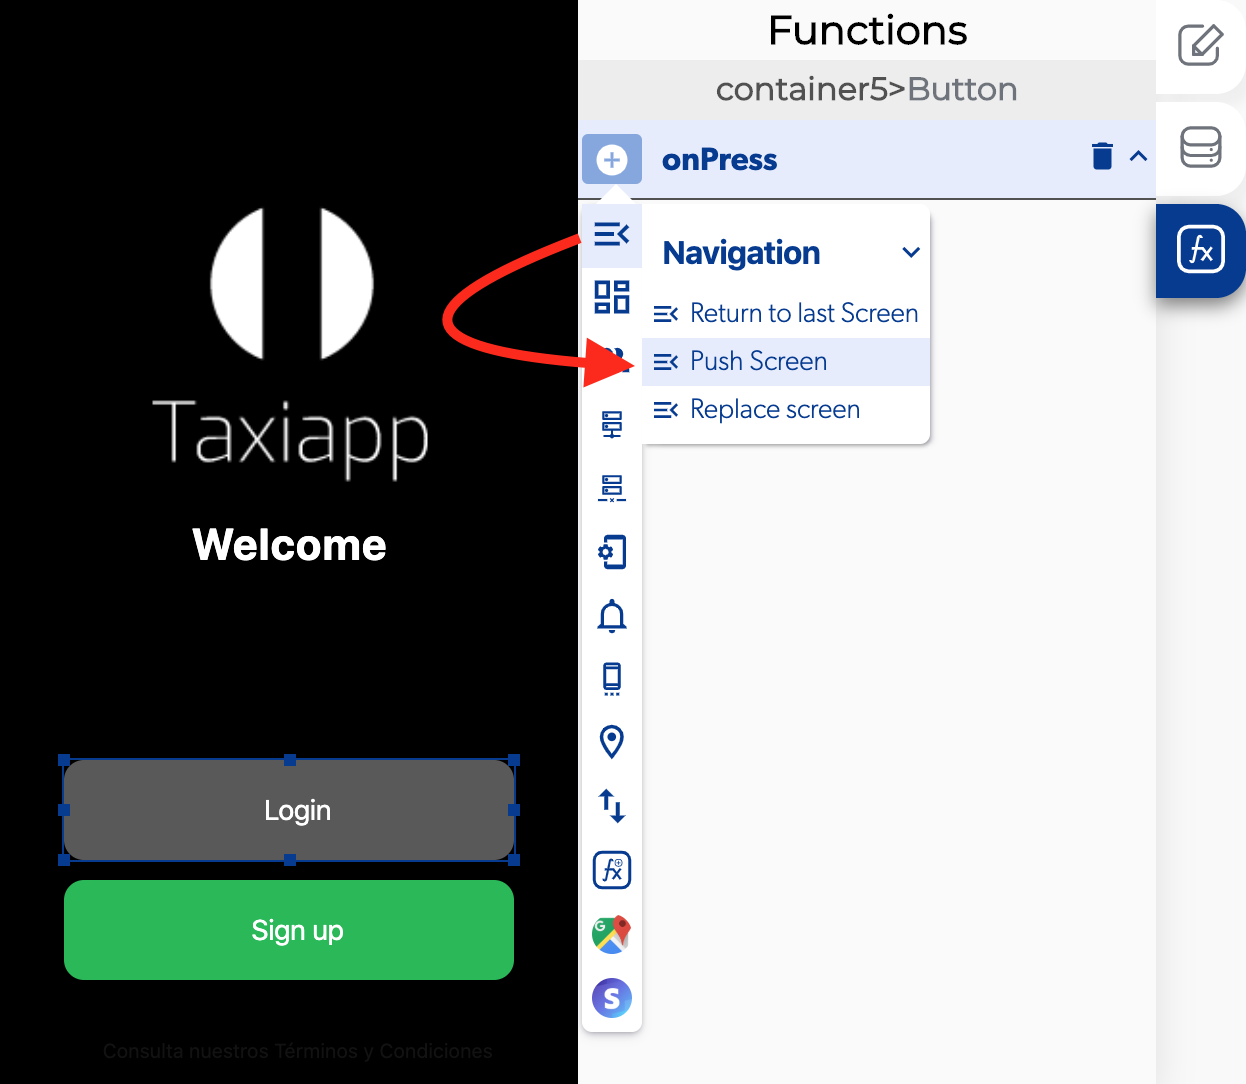 Taxiapp
Welcome
Login
Sign up
Consulta nuestros Términos y Condiciones
Functions
container5>Button
onPress
Navigation
Return to last Screen
Push Screen
Replace screen
fx
fx
G
S